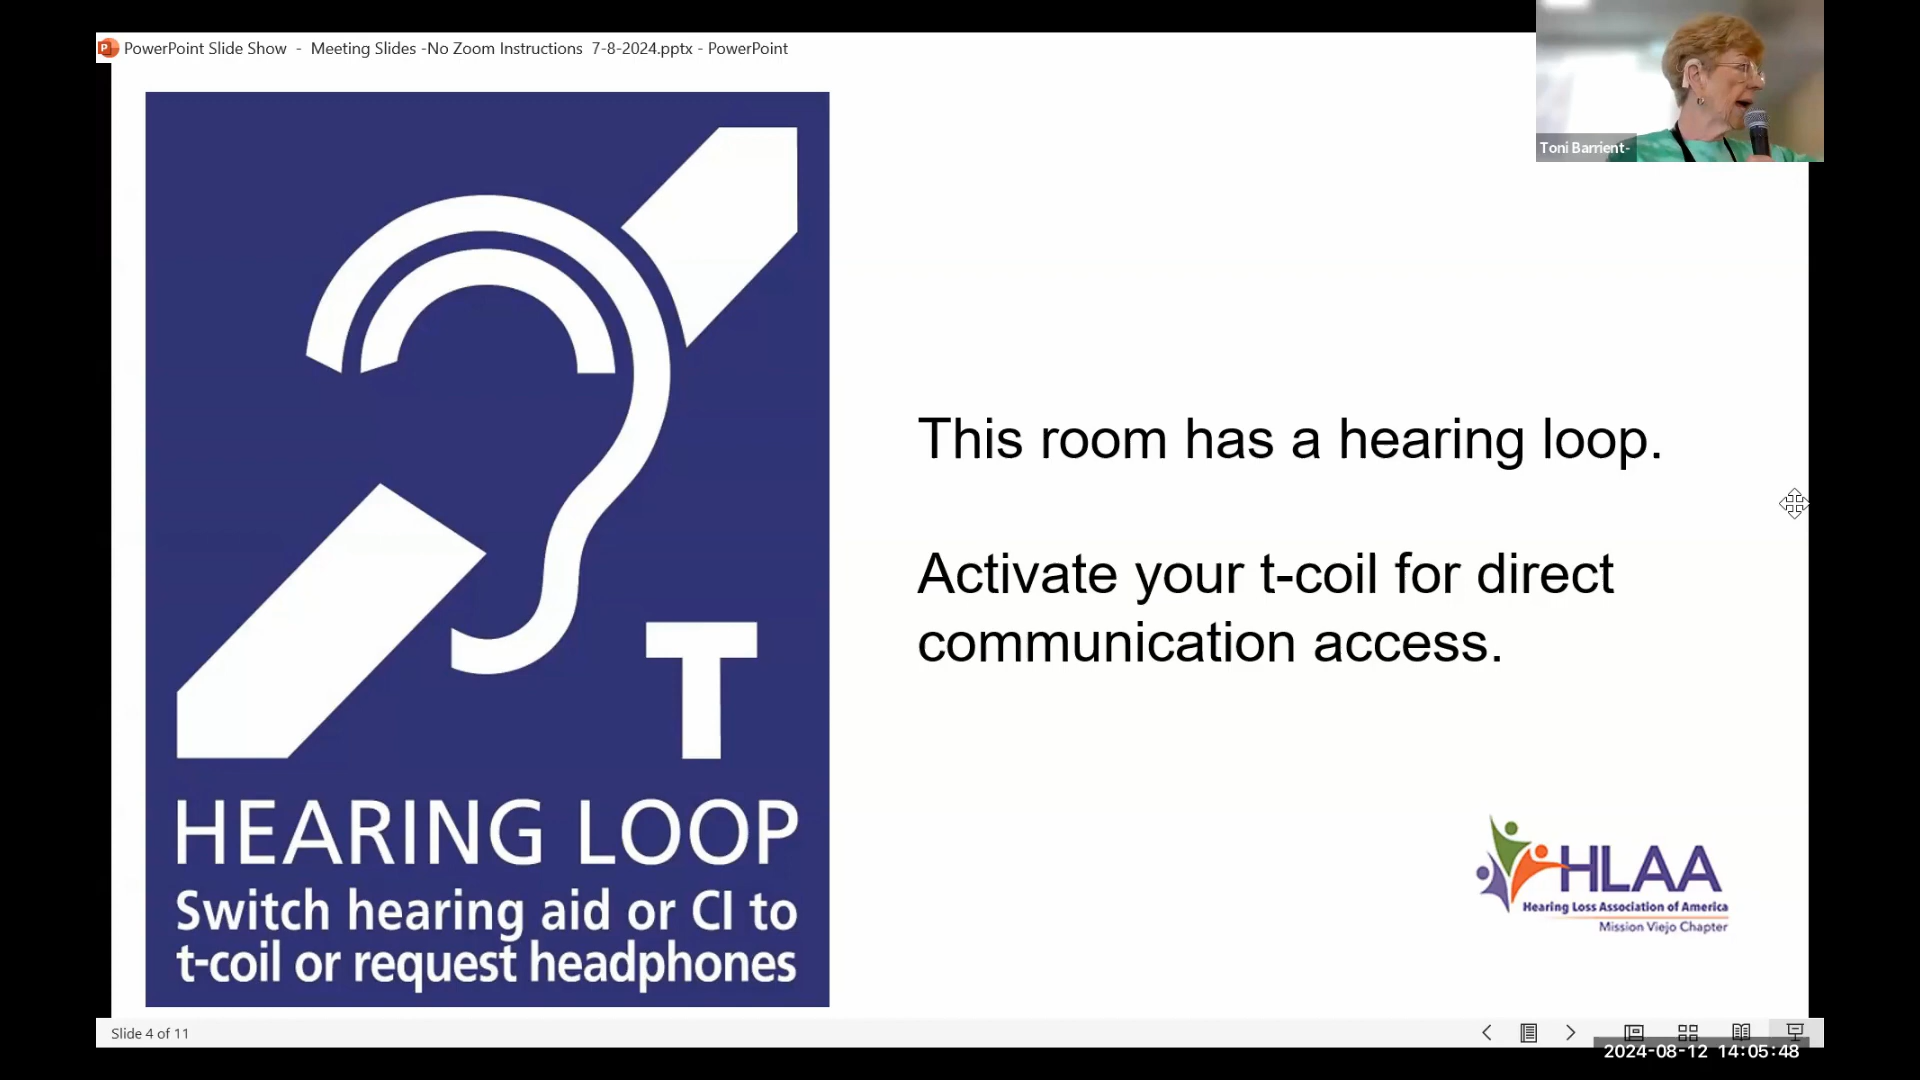 PowerPoint Slide Show - Meeting Slides -No Zoom Instructions 7-8-2024.pptx - PowerPoint
Toni Barrient-
T
HEARING LOOP
Switch hearing aid or CI to
t-coil or request headphones
This room has a hearing loop.
Activate your t-coil for direct
communication access.
HLAA
Hearing Loss Association of America
Mission Viejo Chapter
Slide 4 of 11
2024-08-12 14:05:48